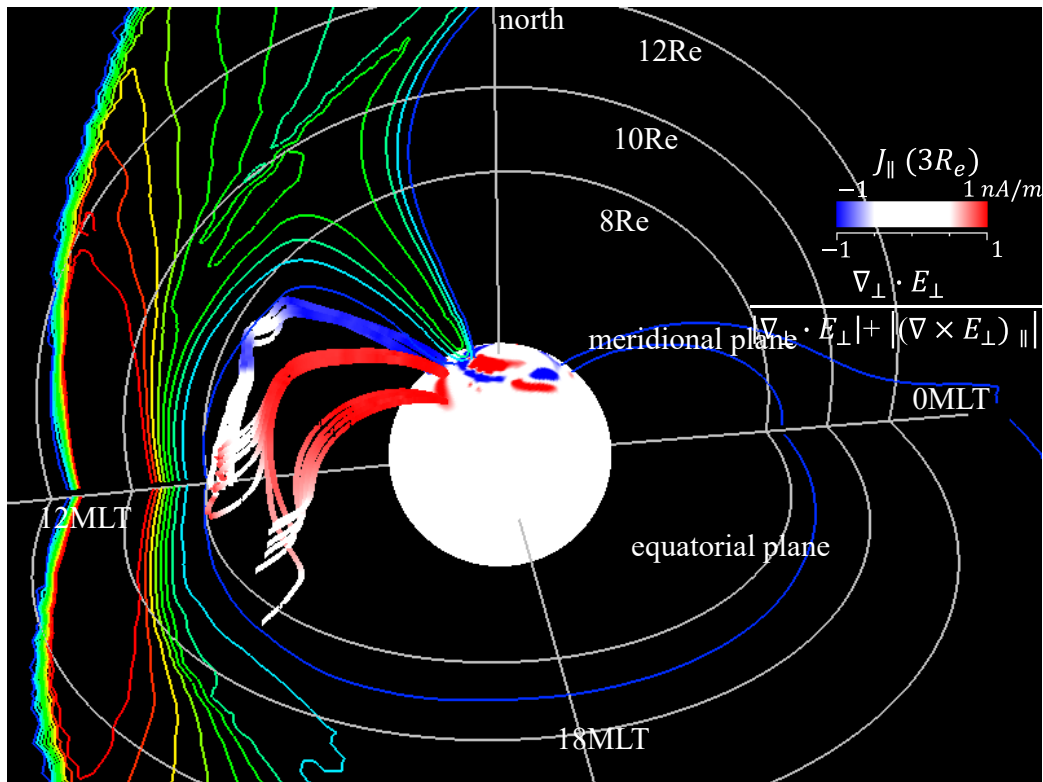 north
12Re
10Re
J∥ (3Re)
−1 1 nA/m
8Re
−1 1
∇⊥ · E⊥
|∇⊥ · E⊥| + |(∇ × E⊥) ∥|
meridional plane
0MLT
12MLT
equatorial plane
18MLT